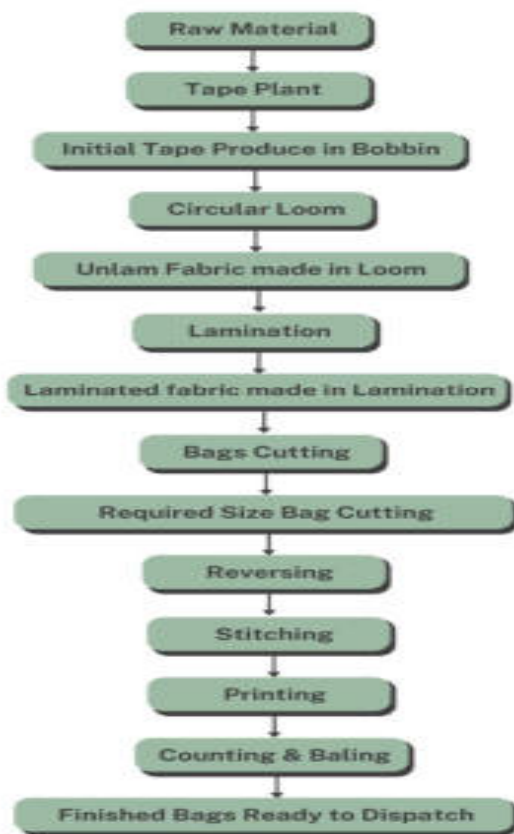 Raw Material
Tape Plant
Initial Tape Produce in Bobbin
Circular Loom
Unlam Fabric made in Loom
Lamination
Laminated fabric made in Lamination
Bags Cutting
Required Size Bag Cutting
Reversing
Stitching
Printing
Counting & Baling
Finished Bags Ready to Dispatch